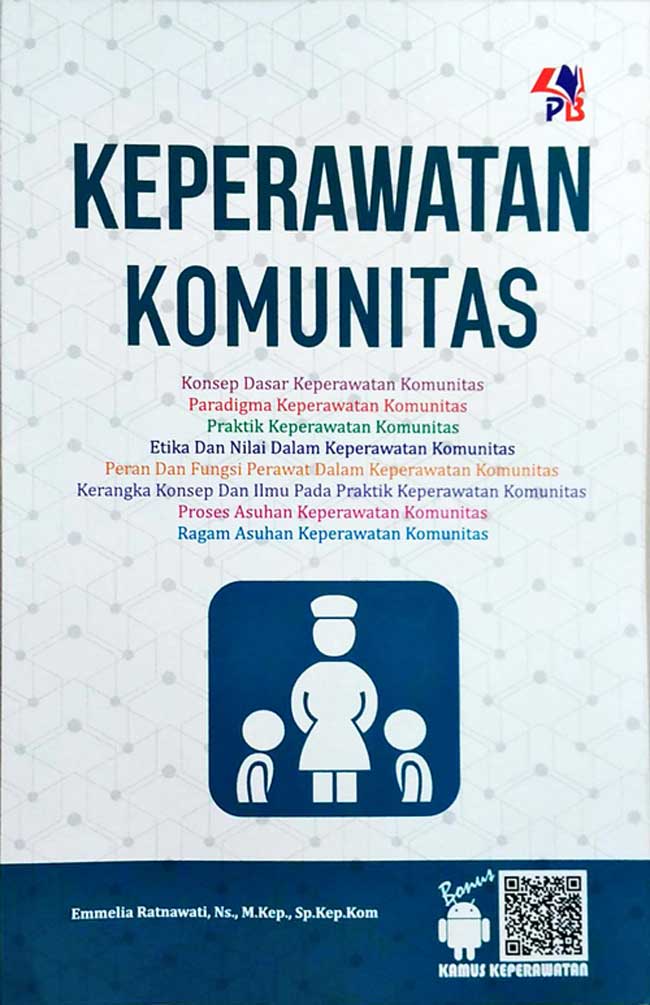 PB
KEPERAWATAN
KOMUNITAS
Konsep Dasar Keperawatan Komunitas
Paradigma Keperawatan Komunitas
Praktik Keperawatan Komunitas
Etika Dan Nilai Dalam Keperawatan Komunitas
Peran Dan Fungsi Perawat Dalam Keperawatan Komunitas
Kerangka Konsep Dan Ilmu Pada Praktik Keperawatan Komunitas
Proses Asuhan Keperawatan Komunitas
Ragam Asuhan Keperawatan Komunitas
Emmelia Ratnawati, Ns., M.Kep., Sp.Kep.Kom
Bonus
KAMUS KEPERAWATAN